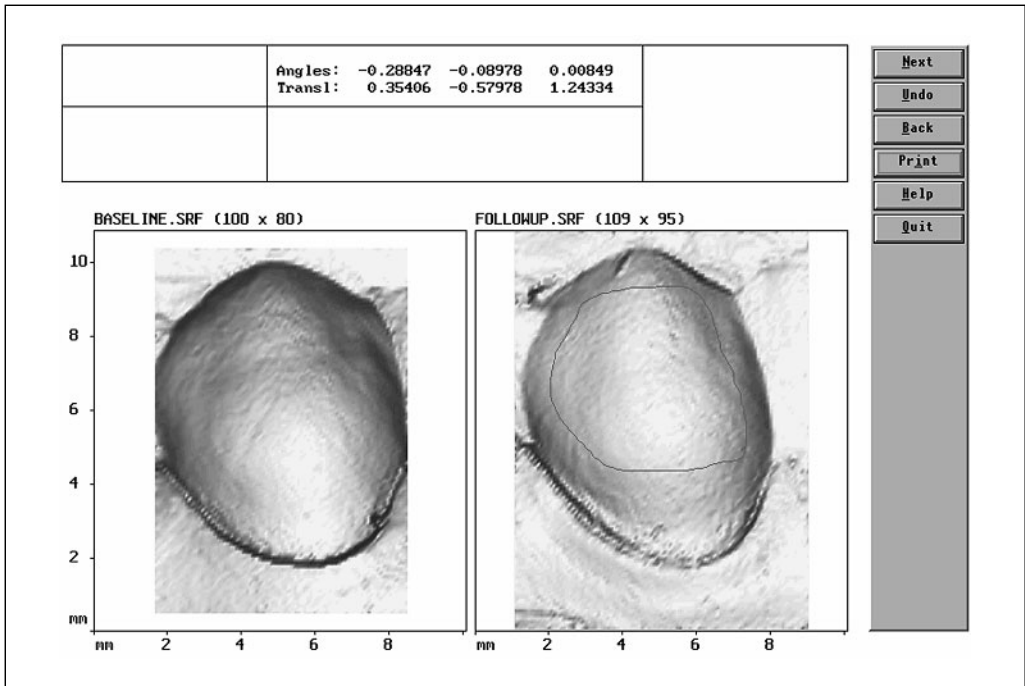 Angles: -0.28847 -0.08978 0.00849
Transl: 0.35406 -0.57978 1.24334
Next
Undo
Back
Print
Help
Quit
BASELINE.SRF (100 x 80)
FOLLOWUP.SRF (109 x 95)
10
8
6
4
2
mm
mm 2 4 6 8
mm 2 4 6 8